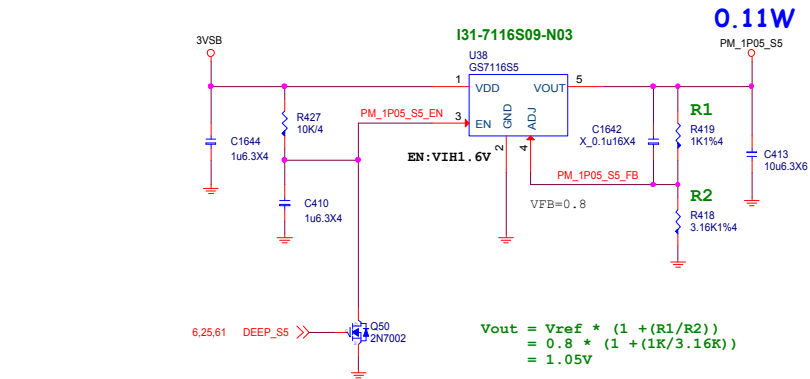 0.11W
3VSB
I31-7116S09-N03
PM_1P05_S5
U38
GS7116S5
1
VDD
VOUT
5
R427
10K/4
PM_1P05_S5_EN
3
EN
GND
ADJ
R1
C1642
X_0.1u16X4
R419
1K1%4
C1644
1u6.3X4
EN:VIH1.6V
2
4
C413
10u6.3X6
PM_1P05_S5_FB
R2
C410
1u6.3X4
VFB=0.8
R418
3.16K1%4
6,25,61
DEEP_S5
Q50
2N7002
Vout = Vref * (1 +(R1/R2))
= 0.8 * (1 +(1K/3.16K))
= 1.05V